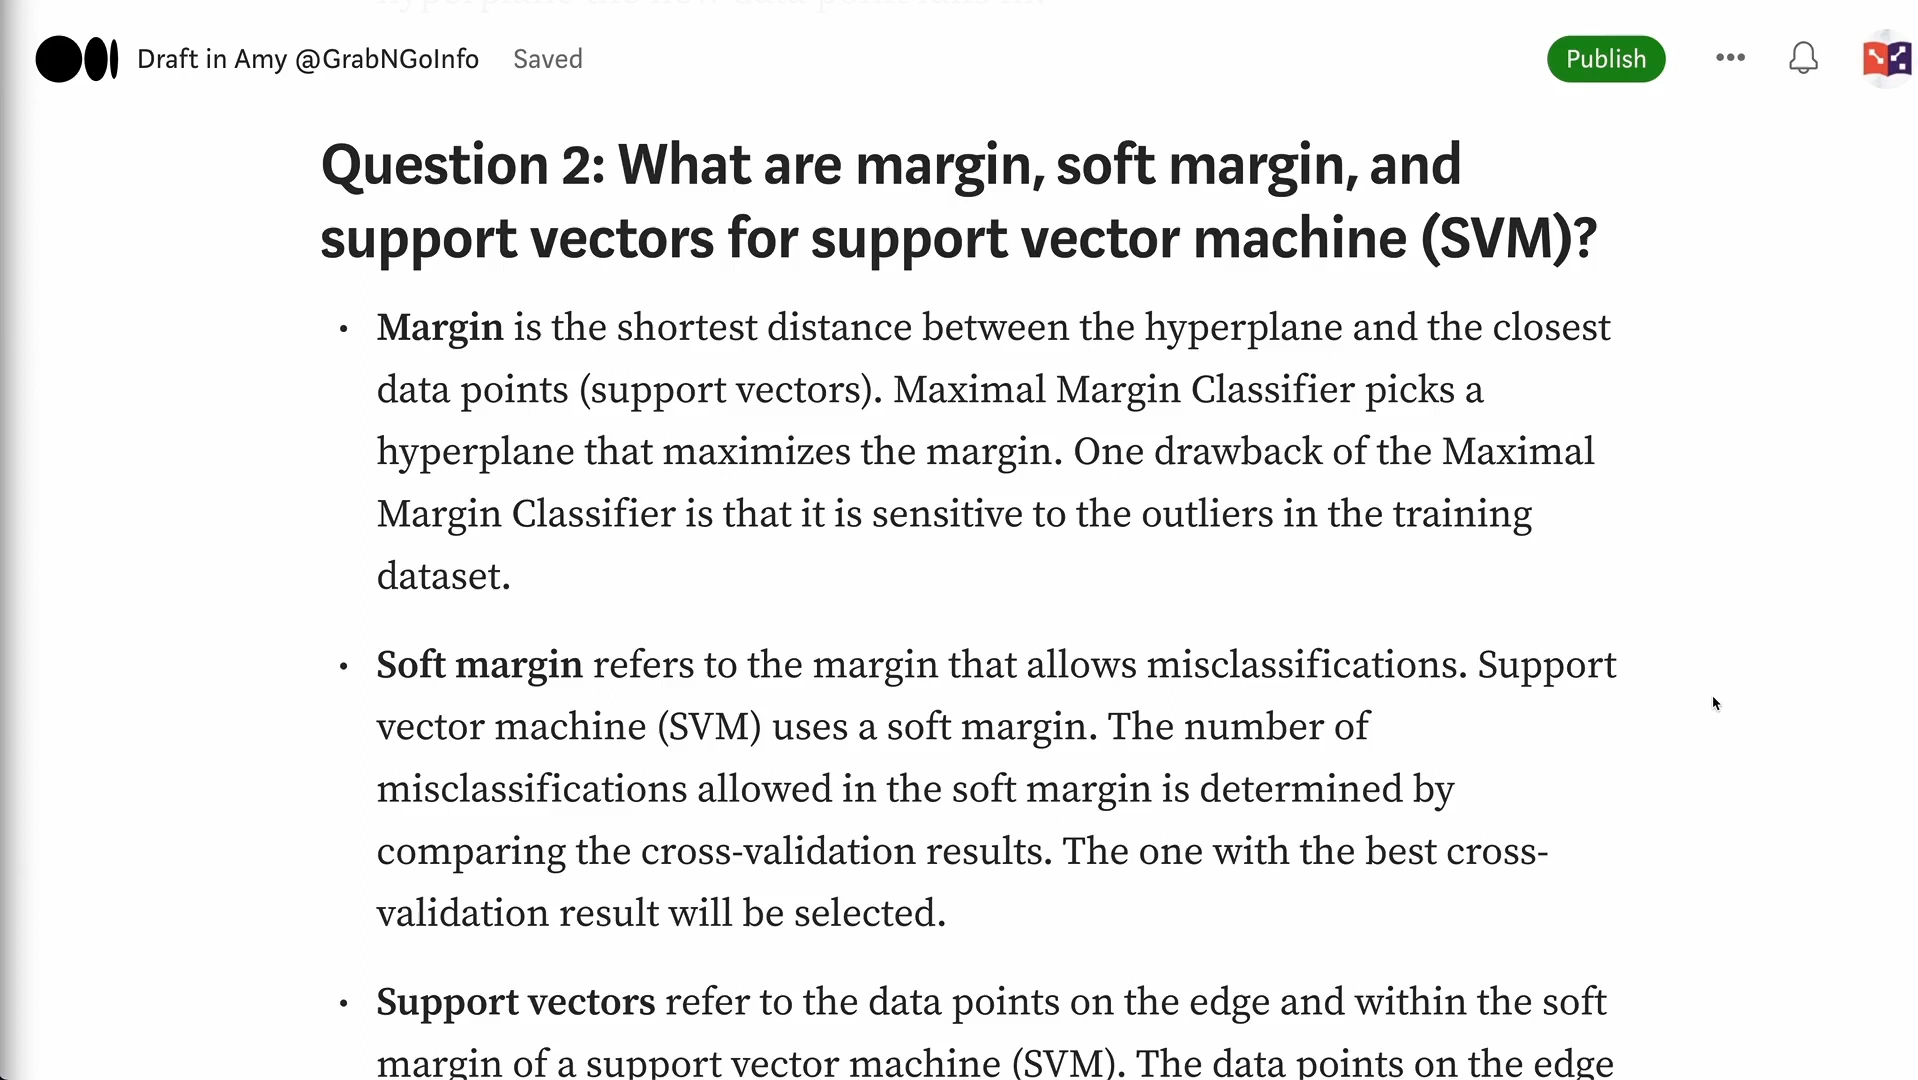 Draft in Amy @GrabNGoInfo Saved
Publish
Question 2: What are margin, soft margin, and
support vectors for support vector machine (SVM)?
• Margin is the shortest distance between the hyperplane and the closest
data points (support vectors). Maximal Margin Classifier picks a
hyperplane that maximizes the margin. One drawback of the Maximal
Margin Classifier is that it is sensitive to the outliers in the training
dataset.
• Soft margin refers to the margin that allows misclassifications. Support
vector machine (SVM) uses a soft margin. The number of
misclassifications allowed in the soft margin is determined by
comparing the cross-validation results. The one with the best cross-
validation result will be selected.
• Support vectors refer to the data points on the edge and within the soft
margin of a support vector machine (SVM). The data points on the edge